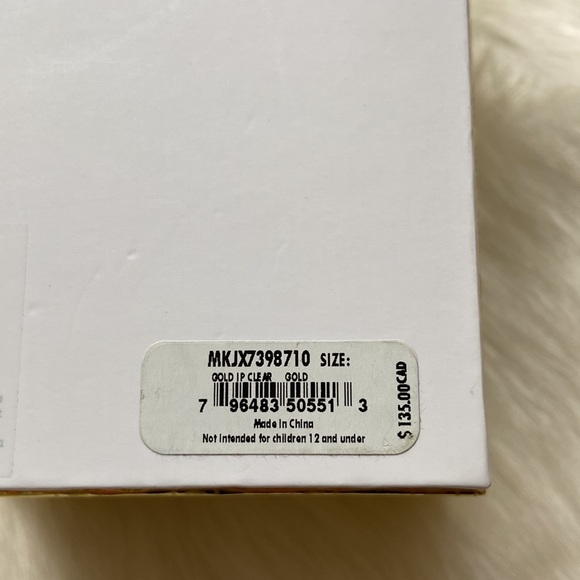 MKJX7398710 SIZE:
GOLD IP CLEAR GOLD
7 96483 50551 3
Made in China
Not intended for children 12 and under
$135.00CAD